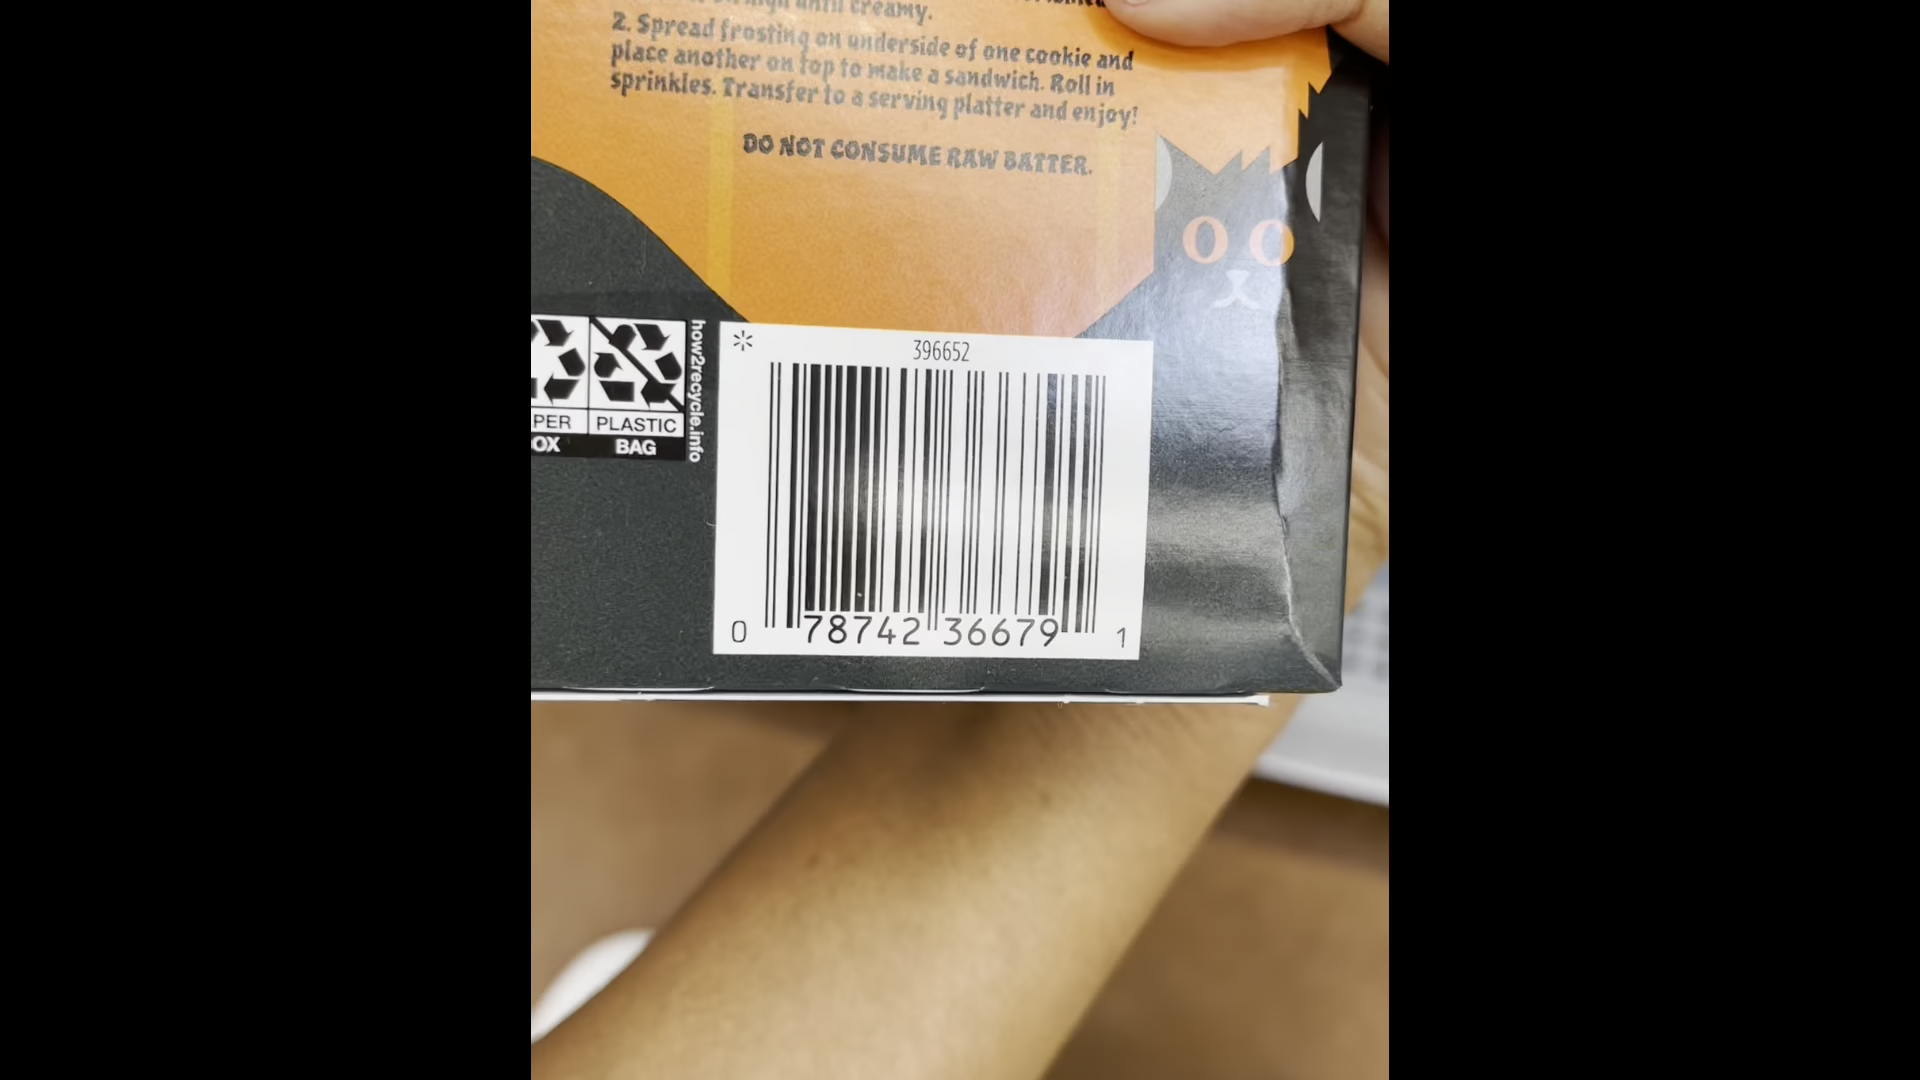 until creamy.
2. Spread frosting on underside of one cookie and
place another on top to make a sandwich. Roll in
sprinkles. Transfer to a serving platter and enjoy!
DO NOT CONSUME RAW BATTER.
PER
OX
PLASTIC
BAG
how2recycle.info
396652
0 78742 36679 1